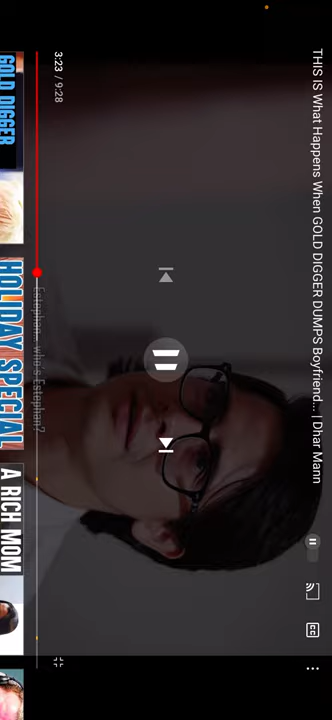 THIS IS What Happens When GOLD DIGGER DUMPS Boyfriend... | Dhar Mann
CC
Estephan... who's Estephan?
3:23 / 9:28
GOLD DIGGER
HOLIDAY SPECIAL
A RICH MOM